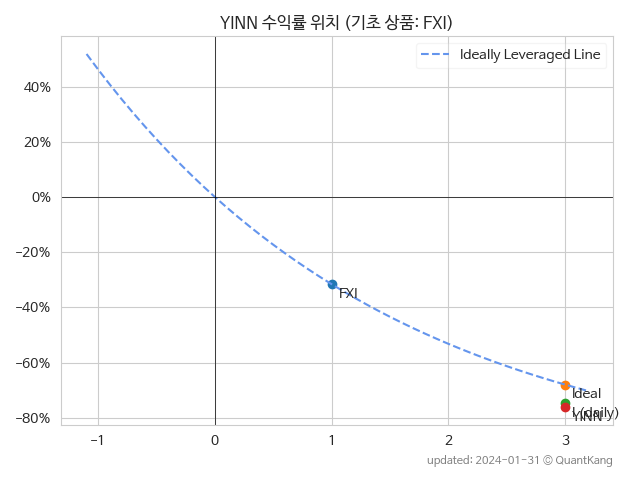 YINN 수익률 위치 (기초 상품: FXI)
Ideally Leveraged Line
40%
20%
0%
−20%
−40%
−60%
−80%
FXI
Ideal
L(daily)
YINN
−1
0
1
2
3
updated: 2024-01-31 © QuantKang